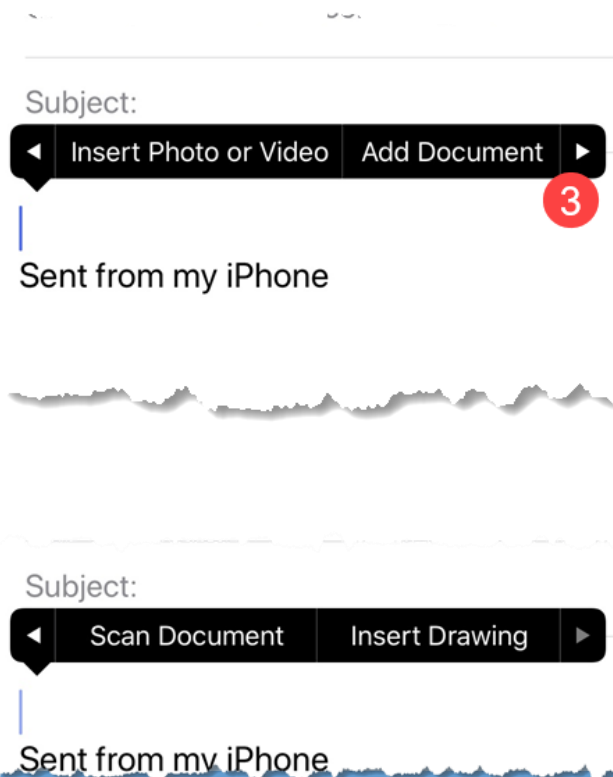 Subject:
Insert Photo or Video Add Document
3
Sent from my iPhone
Subject:
Scan Document Insert Drawing
Sent from my iPhone